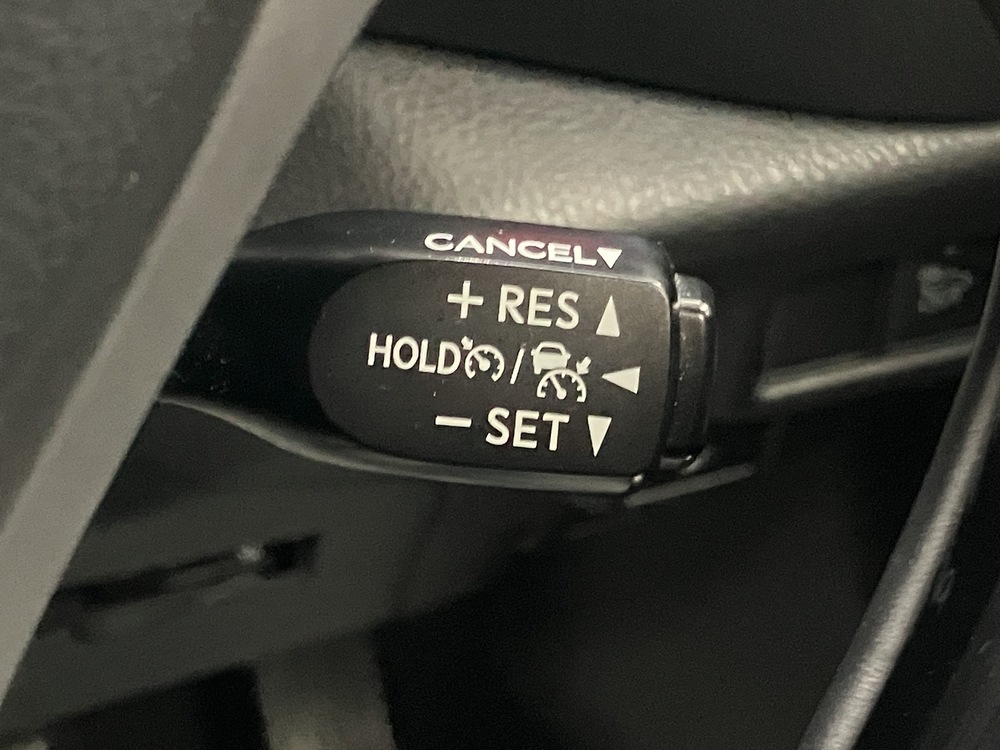 CANCEL▼
+ RES ▲
HOLD / ◀
− SET ▼